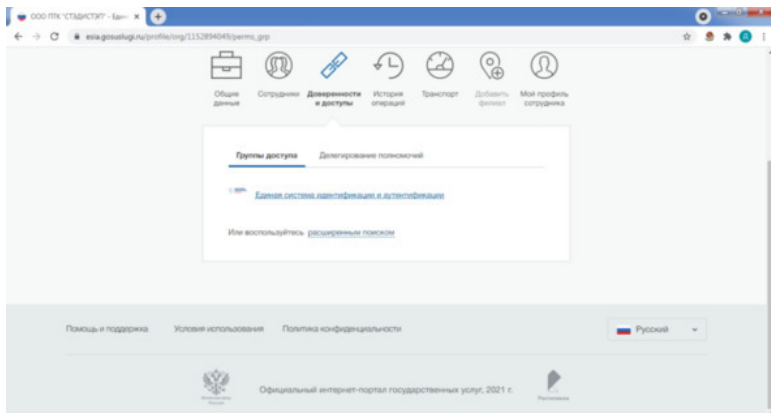 ООО ПТК "СТАДИСТЭП" - Един
esia.gosuslugi.ru/profile/org/1152894049/perms_grp
Общие данные
Сотрудники
Доверенности и доступы
История операций
Транспорт
Добавить филиал
Мой профиль сотрудника
Группы доступа
Делегирование полномочий
Единая система идентификации и аутентификации
Или воспользуйтесь расширенным поиском
Помощь и поддержка
Условия использования
Политика конфиденциальности
Русский
Официальный интернет-портал государственных услуг, 2021 г.